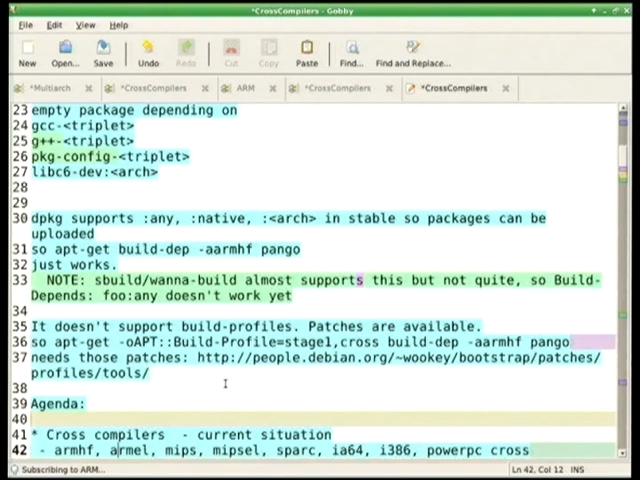 *CrossCompilers - Gobby
File Edit View Help
New Open... Save Undo Redo Cut Copy Paste Find... Find and Replace...
*Multiarch *CrossCompilers ARM *CrossCompilers *CrossCompilers
23 empty package depending on
24 gcc-<triplet>
25 g++-<triplet>
26 pkg-config-<triplet>
27 libc6-dev:<arch>
28
29
30 dpkg supports :any, :native, :<arch> in stable so packages can be
uploaded
31 so apt-get build-dep -aarmhf pango
32 just works.
33 NOTE: sbuild/wanna-build almost supports this but not quite, so Build-
Depends: foo:any doesn't work yet
34
35 It doesn't support build-profiles. Patches are available.
36 so apt-get -oAPT::Build-Profile=stage1,cross build-dep -aarmhf pango
37 needs those patches: http://people.debian.org/~wookey/bootstrap/patches/
profiles/tools/
38
39 Agenda:
40
41 * Cross compilers - current situation
42 - armhf, armel, mips, mipsel, sparc, ia64, i386, powerpc cross
Subscribing to ARM... Ln 42, Col 12 INS